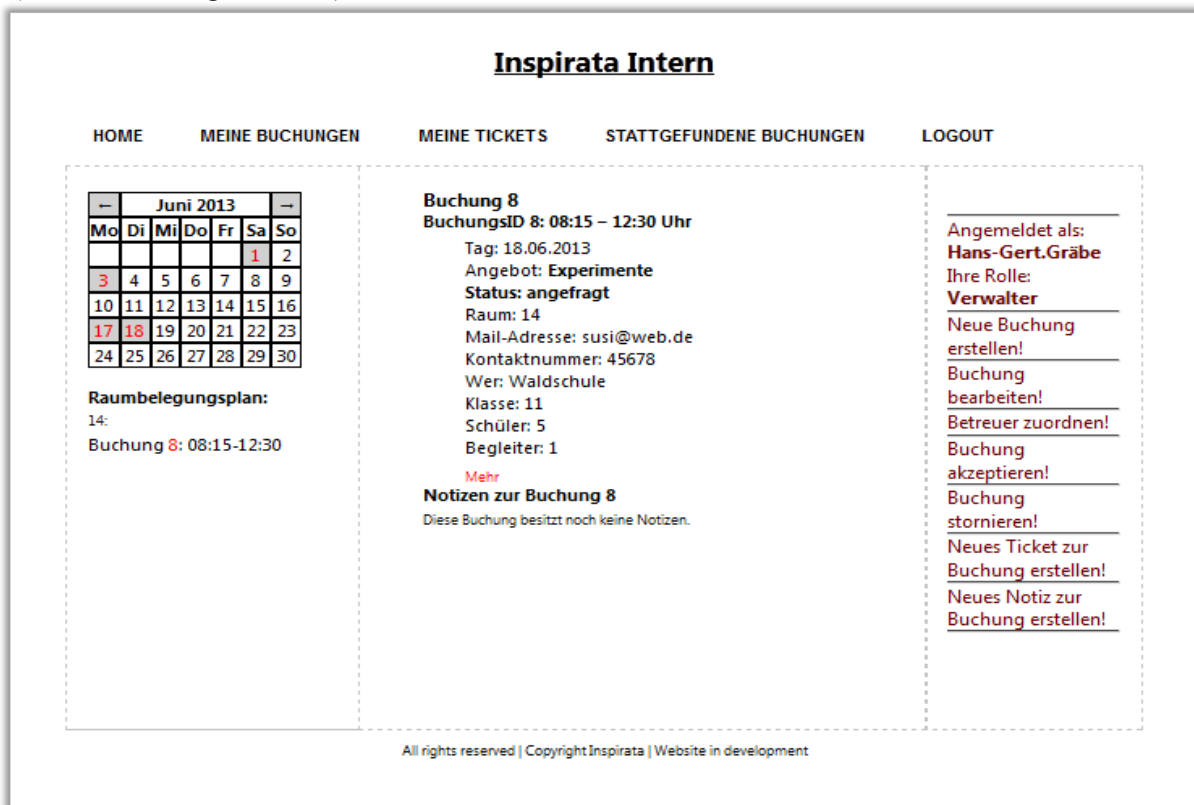 Inspirata Intern
HOME MEINE BUCHUNGEN MEINE TICKETS STATTGEFUNDENE BUCHUNGEN LOGOUT
← Juni 2013 →
Mo Di Mi Do Fr Sa So
1 2
3 4 5 6 7 8 9
10 11 12 13 14 15 16
17 18 19 20 21 22 23
24 25 26 27 28 29 30
Raumbelegungsplan:
14:
Buchung 8: 08:15-12:30
Buchung 8
BuchungsID 8: 08:15 – 12:30 Uhr
Tag: 18.06.2013
Angebot: Experimente
Status: angefragt
Raum: 14
Mail-Adresse: susi@web.de
Kontaktnummer: 45678
Wer: Waldschule
Klasse: 11
Schüler: 5
Begleiter: 1
Mehr
Notizen zur Buchung 8
Diese Buchung besitzt noch keine Notizen.
Angemeldet als:
Hans-Gert.Gräbe
Ihre Rolle:
Verwalter
Neue Buchung
erstellen!
Buchung
bearbeiten!
Betreuer zuordnen!
Buchung
akzeptieren!
Buchung
stornieren!
Neues Ticket zur
Buchung erstellen!
Neues Notiz zur
Buchung erstellen!
All rights reserved | Copyright Inspirata | Website in development